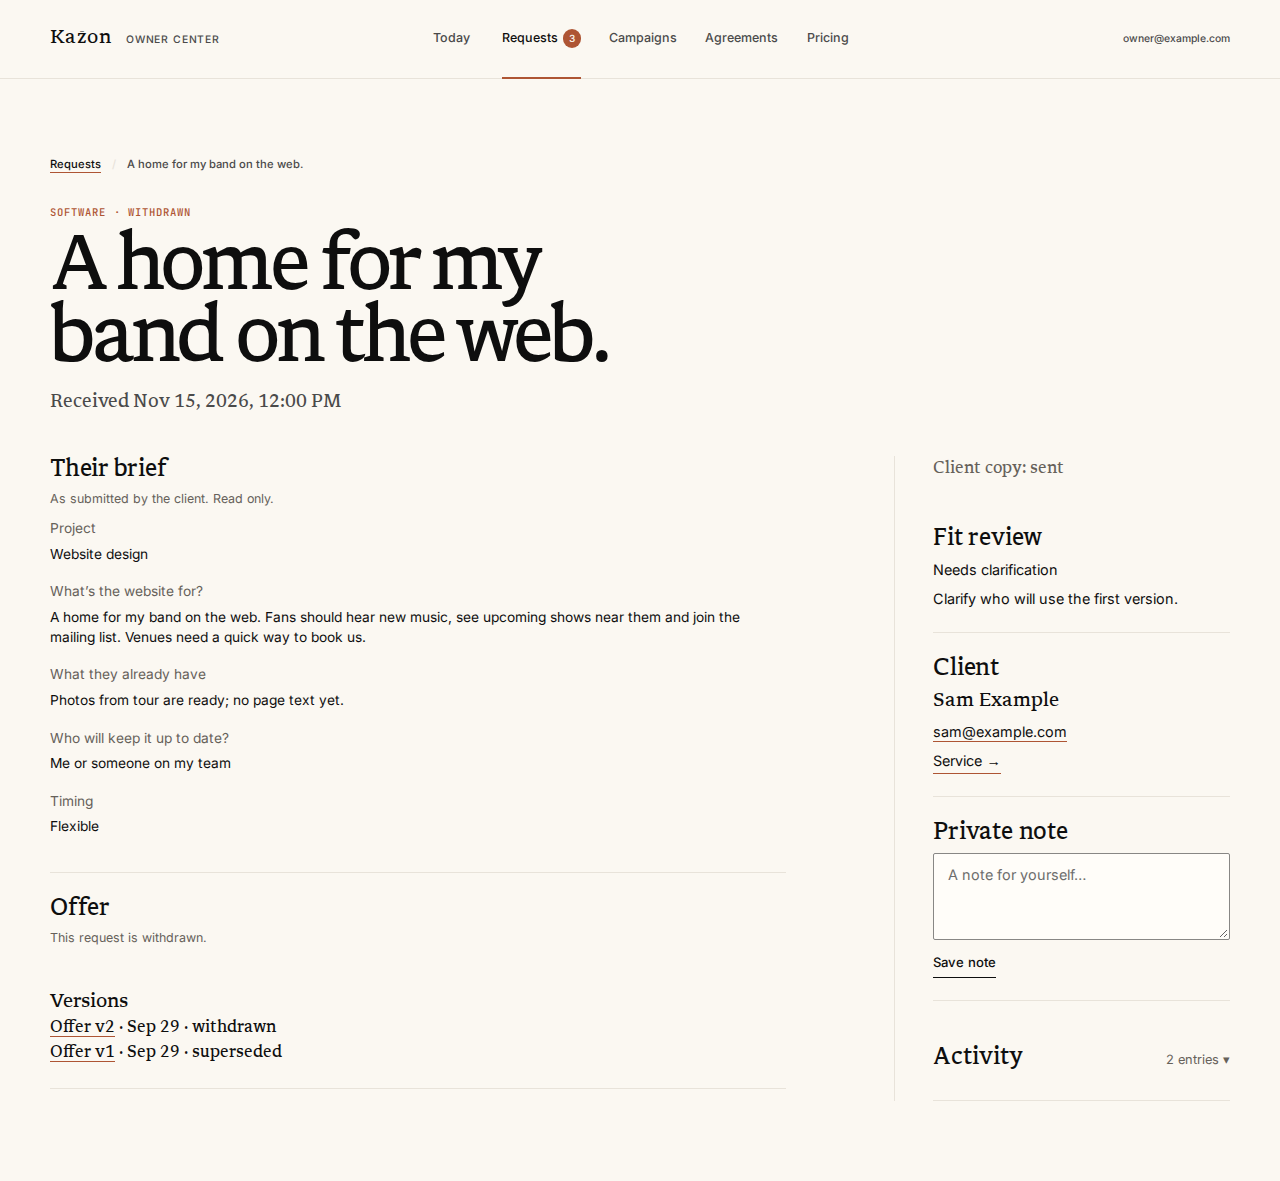 Kažon OWNER CENTER
Today
Requests 3
Campaigns
Agreements
Pricing
owner@example.com
Requests / A home for my band on the web.
SOFTWARE · WITHDRAWN
A home for my
band on the web.
Received Nov 15, 2026, 12:00 PM
Their brief
As submitted by the client. Read only.
Project
Website design
What's the website for?
A home for my band on the web. Fans should hear new music, see upcoming shows near them and join the
mailing list. Venues need a quick way to book us.
What they already have
Photos from tour are ready; no page text yet.
Who will keep it up to date?
Me or someone on my team
Timing
Flexible
Offer
This request is withdrawn.
Versions
Offer v2 · Sep 29 · withdrawn
Offer v1 · Sep 29 · superseded
Client copy: sent
Fit review
Needs clarification
Clarify who will use the first version.
Client
Sam Example
sam@example.com
Service →
Private note
A note for yourself...
Save note
Activity
2 entries ▾